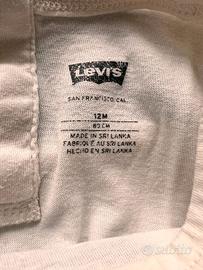 Levi's
SAN FRANCISCO, CAL.
12M
80 CM
MADE IN SRI LANKA
FABRIQUÉ AU SRI LANKA
HECHO EN SRI LANKA
subito